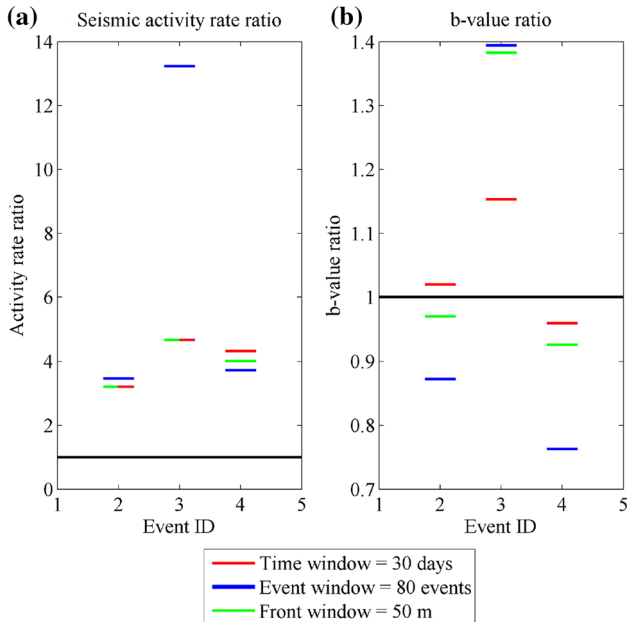 (a) Seismic activity rate ratio
14
12
10
8
6
4
2
0
Activity rate ratio
1 2 3 4 5
Event ID
(b) b-value ratio
1.4
1.3
1.2
1.1
1
0.9
0.8
0.7
b-value ratio
1 2 3 4 5
Event ID
Time window = 30 days
Event window = 80 events
Front window = 50 m